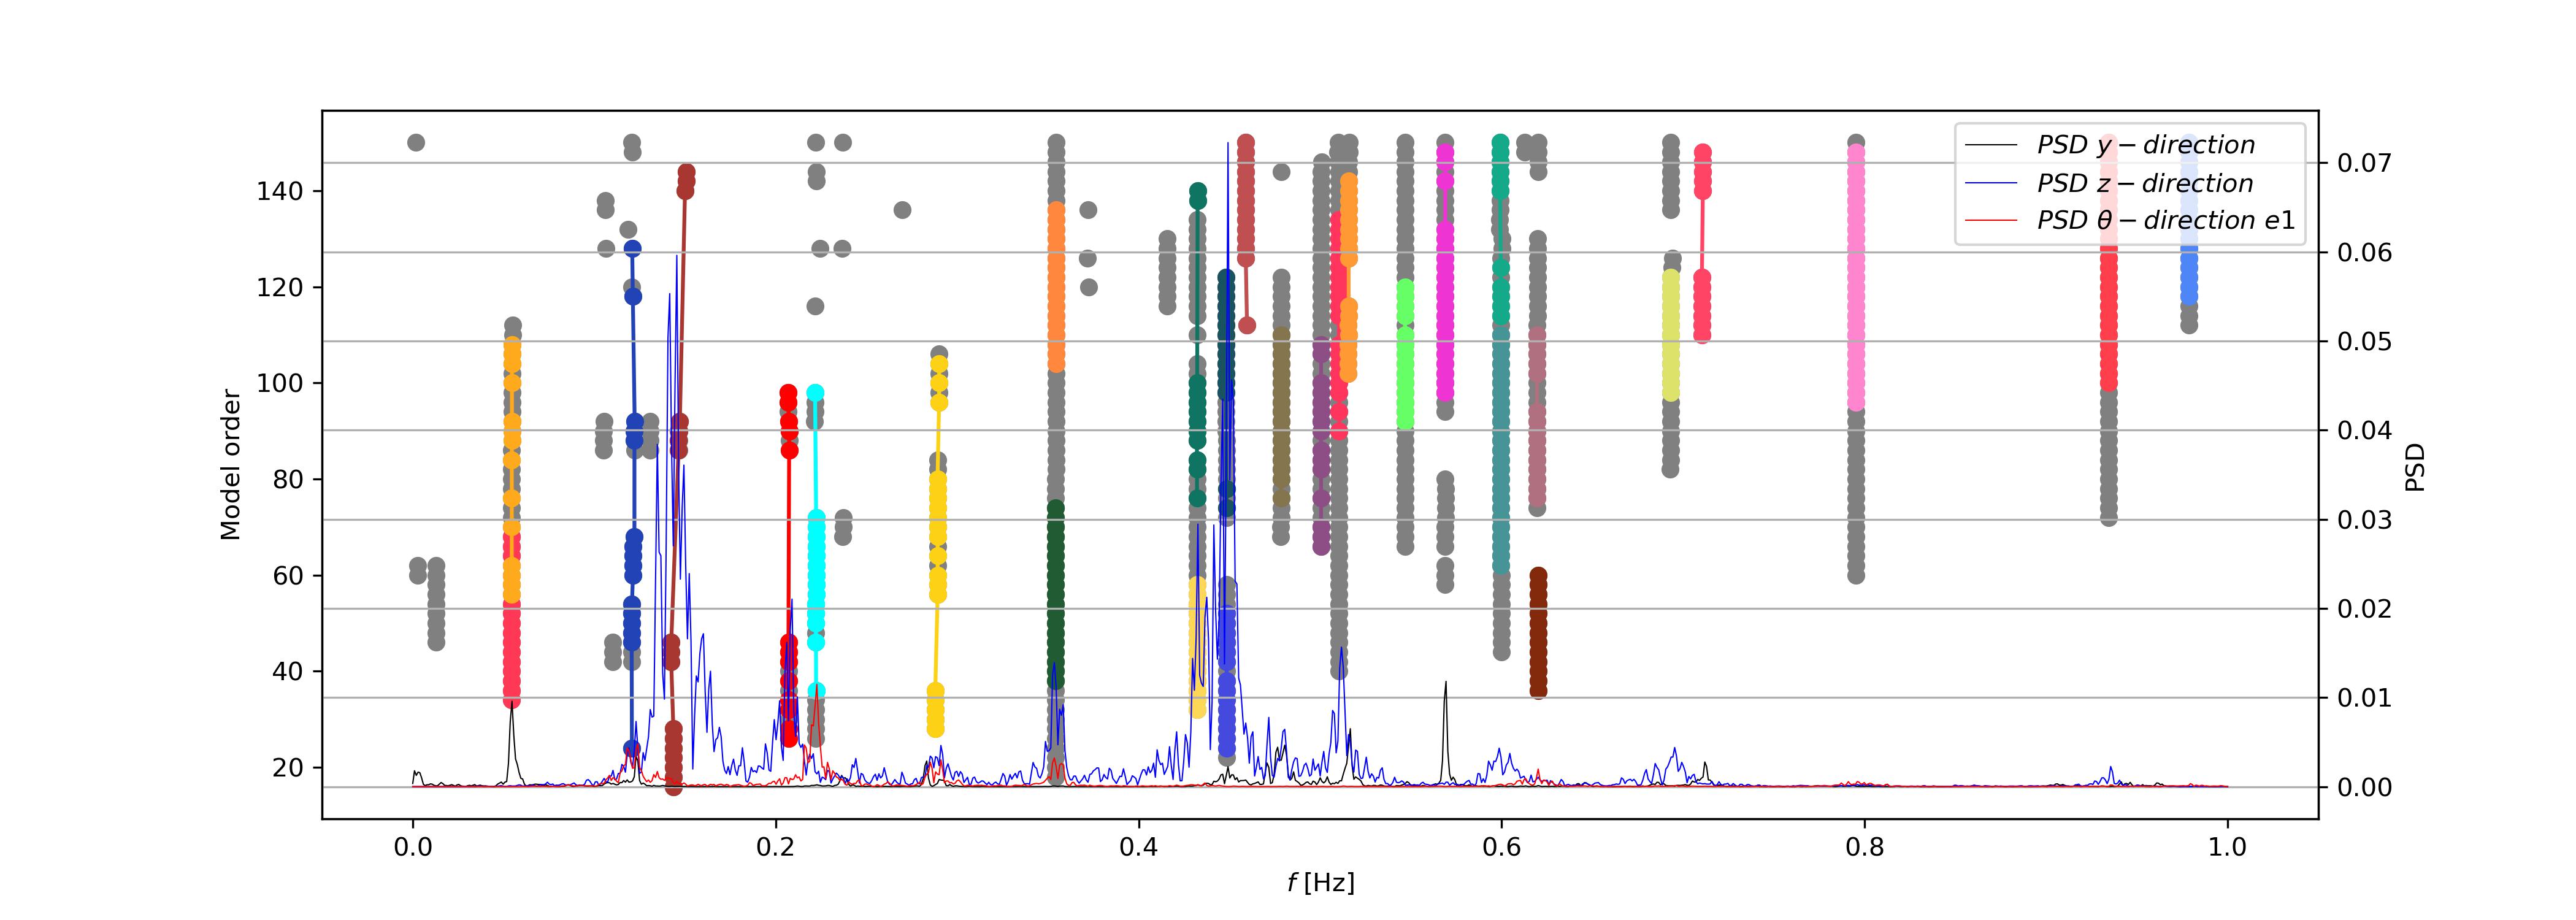 PSD y − direction
PSD z − direction
PSD θ − direction e1
Model order
140
120
100
80
60
40
20
0.07
0.06
0.05
0.04
0.03
0.02
0.01
0.00
PSD
0.0 0.2 0.4 0.6 0.8 1.0
f [Hz]